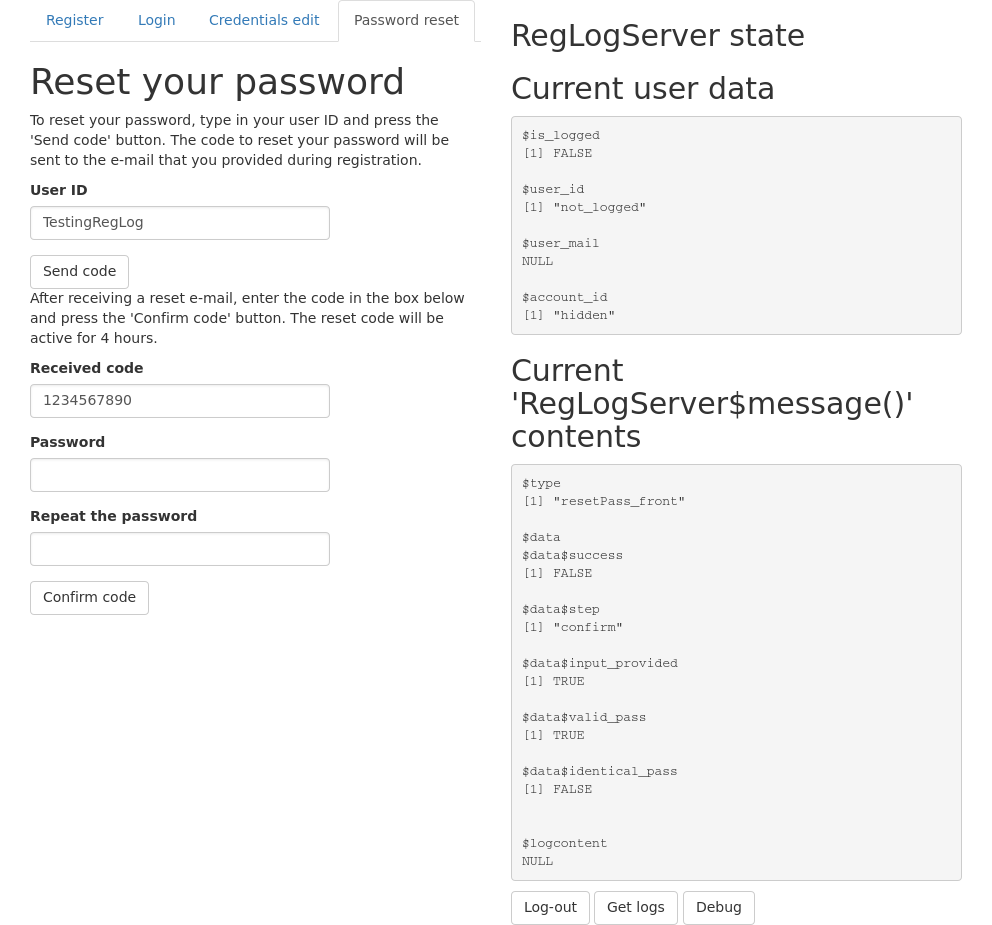 Register Login Credentials edit Password reset
Reset your password
To reset your password, type in your user ID and press the
'Send code' button. The code to reset your password will be
sent to the e-mail that you provided during registration.
User ID
TestingRegLog
Send code
After receiving a reset e-mail, enter the code in the box below
and press the 'Confirm code' button. The reset code will be
active for 4 hours.
Received code
1234567890
Password
Repeat the password
Confirm code
RegLogServer state
Current user data
$is_logged
[1] FALSE
$user_id
[1] "not_logged"
$user_mail
NULL
$account_id
[1] "hidden"
Current
'RegLogServer$message()'
contents
$type
[1] "resetPass_front"
$data
$data$success
[1] FALSE
$data$step
[1] "confirm"
$data$input_provided
[1] TRUE
$data$valid_pass
[1] TRUE
$data$identical_pass
[1] FALSE
$logcontent
NULL
Log-out Get logs Debug